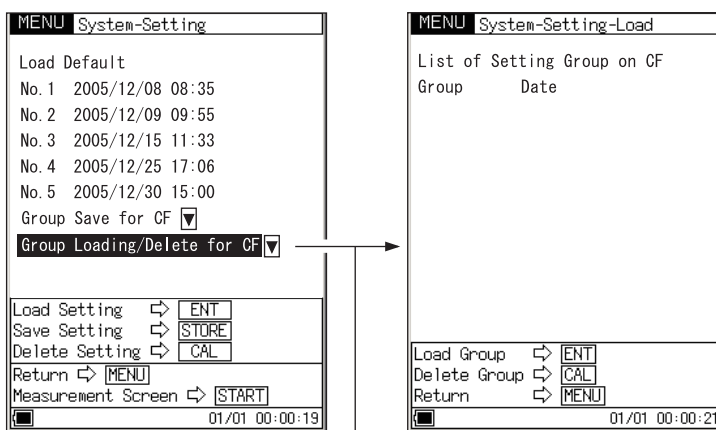 MENU System-Setting
Load Default
No.1 2005/12/08 08:35
No.2 2005/12/09 09:55
No.3 2005/12/15 11:33
No.4 2005/12/25 17:06
No.5 2005/12/30 15:00
Group Save for CF ▼
Group Loading/Delete for CF ▼
Load Setting ⇨ ENT
Save Setting ⇨ STORE
Delete Setting ⇨ CAL
Return ⇨ MENU
Measurement Screen ⇨ START
01/01 00:00:19
MENU System-Setting-Load
List of Setting Group on CF
Group Date
Load Group ⇨ ENT
Delete Group ⇨ CAL
Return ⇨ MENU
01/01 00:00:21